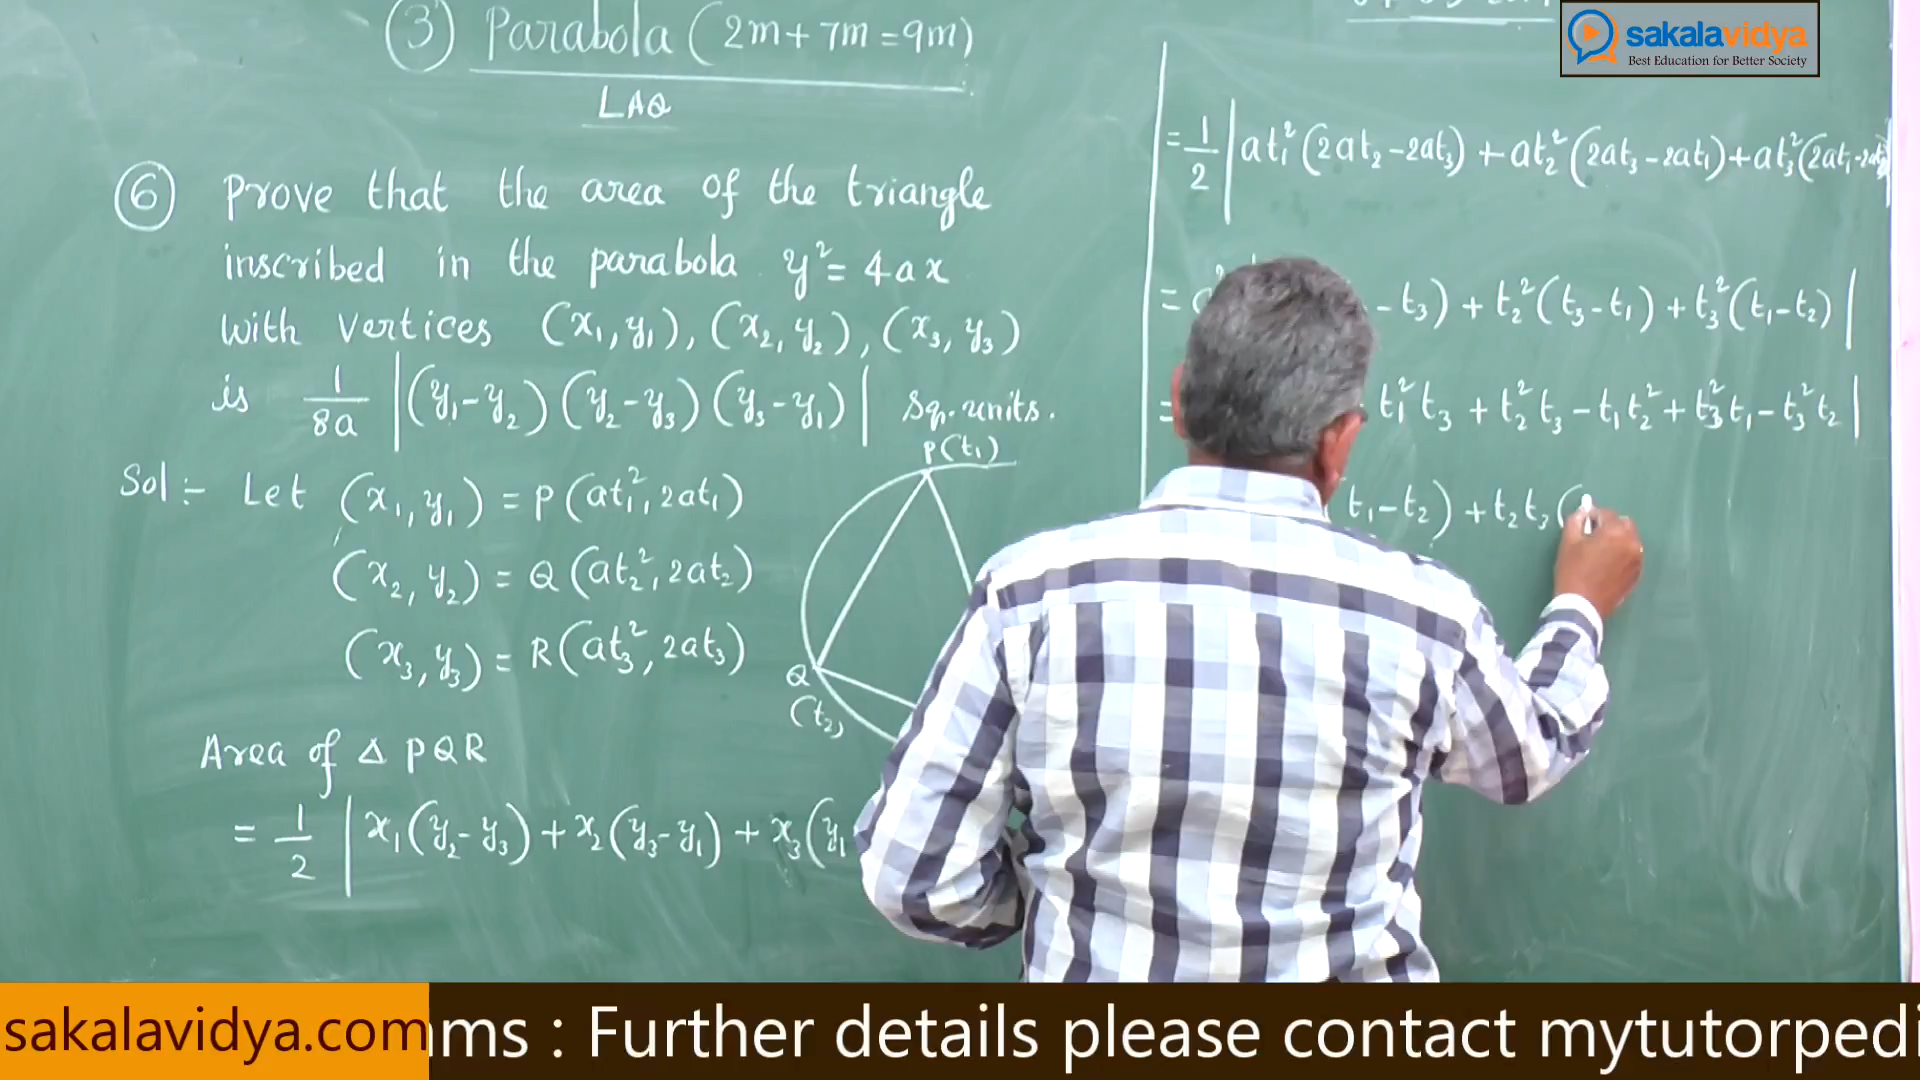 ③ Parabola (2m+7m=9m)
LAQ
⑥ Prove that the area of the triangle
inscribed in the parabola y² = 4ax
with vertices (x₁, y₁), (x₂, y₂), (x₃, y₃)
is 1/8a |(y₁-y₂)(y₂-y₃)(y₃-y₁)| Sq.units.
Sol:- Let (x₁, y₁) = P(at₁², 2at₁)
(x₂, y₂) = Q(at₂², 2at₂)
(x₃, y₃) = R(at₃², 2at₃)
P(t₁)
Q
(t₂)
Area of Δ PQR
= 1/2 |x₁(y₂-y₃)+x₂(y₃-y₁)+x₃(y₁
= 1/2 |at₁²(2at₂-2at₃)+at₂²(2at₃-2at₁)+at₃²(2at₁-2at₂)|
= -t₃)+t₂²(t₃-t₁)+t₃²(t₁-t₂)|
= t₁²t₃+t₂²t₃-t₁t₂²+t₃²t₁-t₃²t₂|
(t₁-t₂)+t₂t₃(
sakalavidya
Best Education for Better Society
sakalavidya.com
ms : Further details please contact mytutorpedi